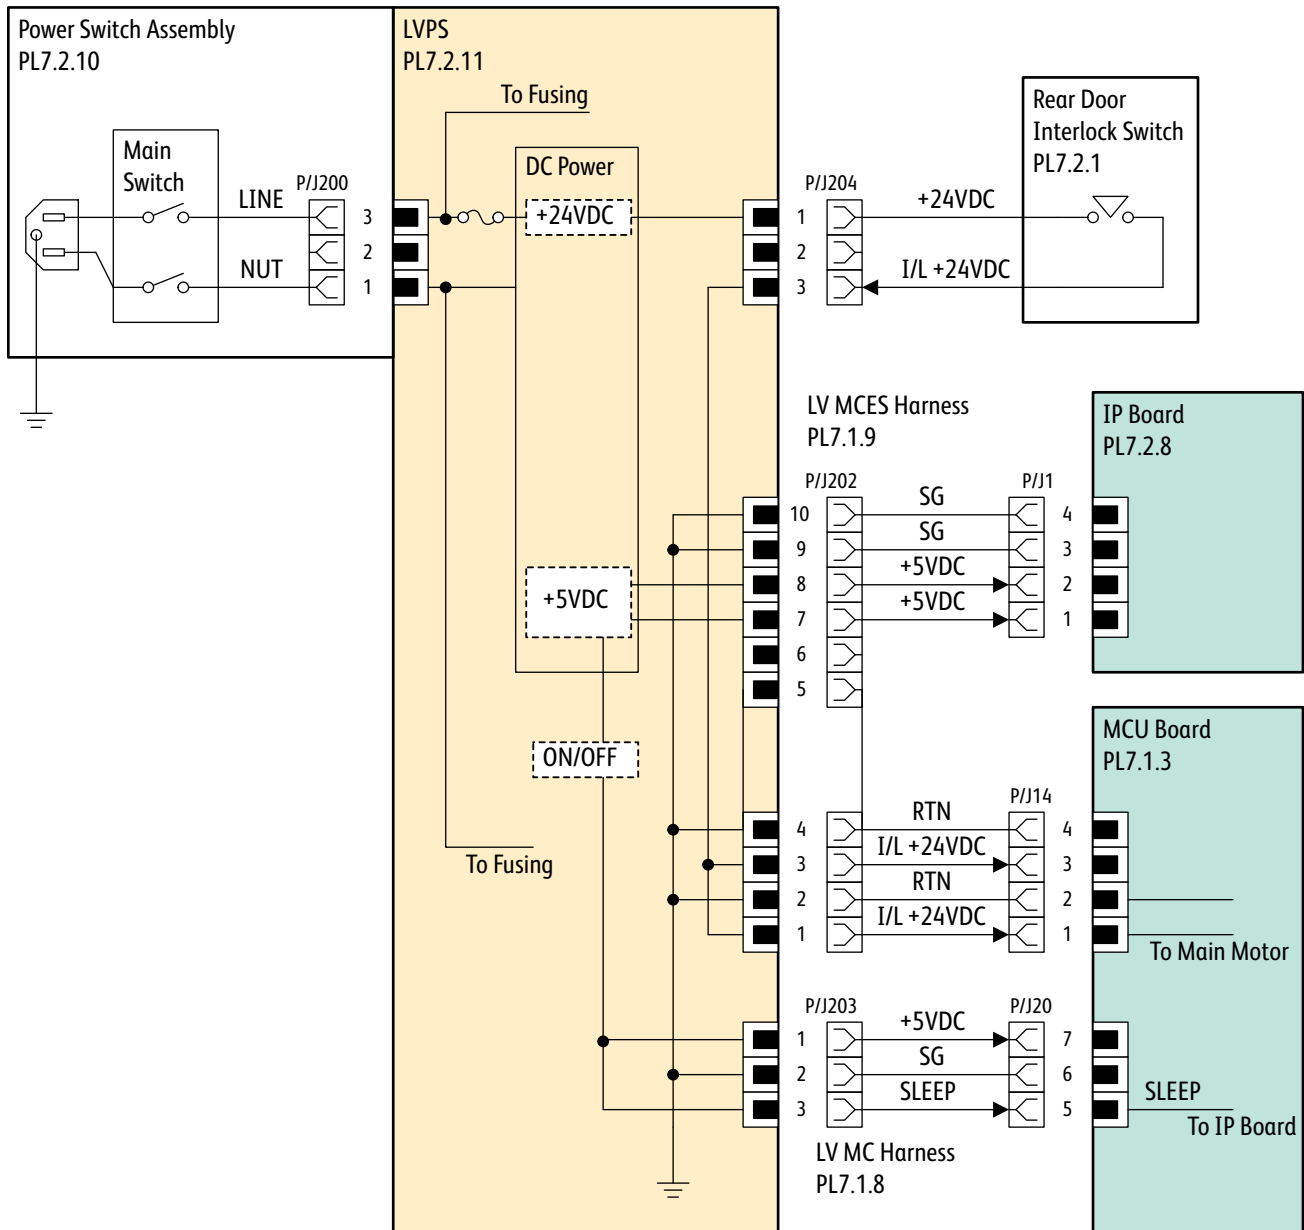 Power Switch Assembly
PL7.2.10
LVPS
PL7.2.11
To Fusing
Rear Door
Interlock Switch
PL7.2.1
Main
Switch
DC Power
LINE
P/J200
3
2
1
NUT
+24VDC
P/J204
1
2
3
+24VDC
I/L +24VDC
LV MCES Harness
PL7.1.9
IP Board
PL7.2.8
P/J202
P/J1
10
SG
4
9
SG
3
8
+5VDC
2
7
+5VDC
1
6
5
+5VDC
ON/OFF
To Fusing
MCU Board
PL7.1.3
P/J14
4
RTN
4
3
I/L +24VDC
3
2
RTN
2
1
I/L +24VDC
1
To Main Motor
P/J203
P/J20
1
+5VDC
7
2
SG
6
3
SLEEP
5
SLEEP
To IP Board
LV MC Harness
PL7.1.8